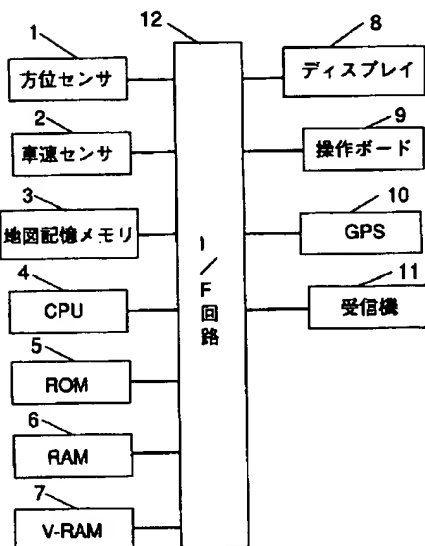 12
1
方位センサ
2
車速センサ
3
地図記憶メモリ
4
CPU
5
ROM
6
RAM
7
V-RAM
I/F回路
8
ディスプレイ
9
操作ボード
10
GPS
11
受信機